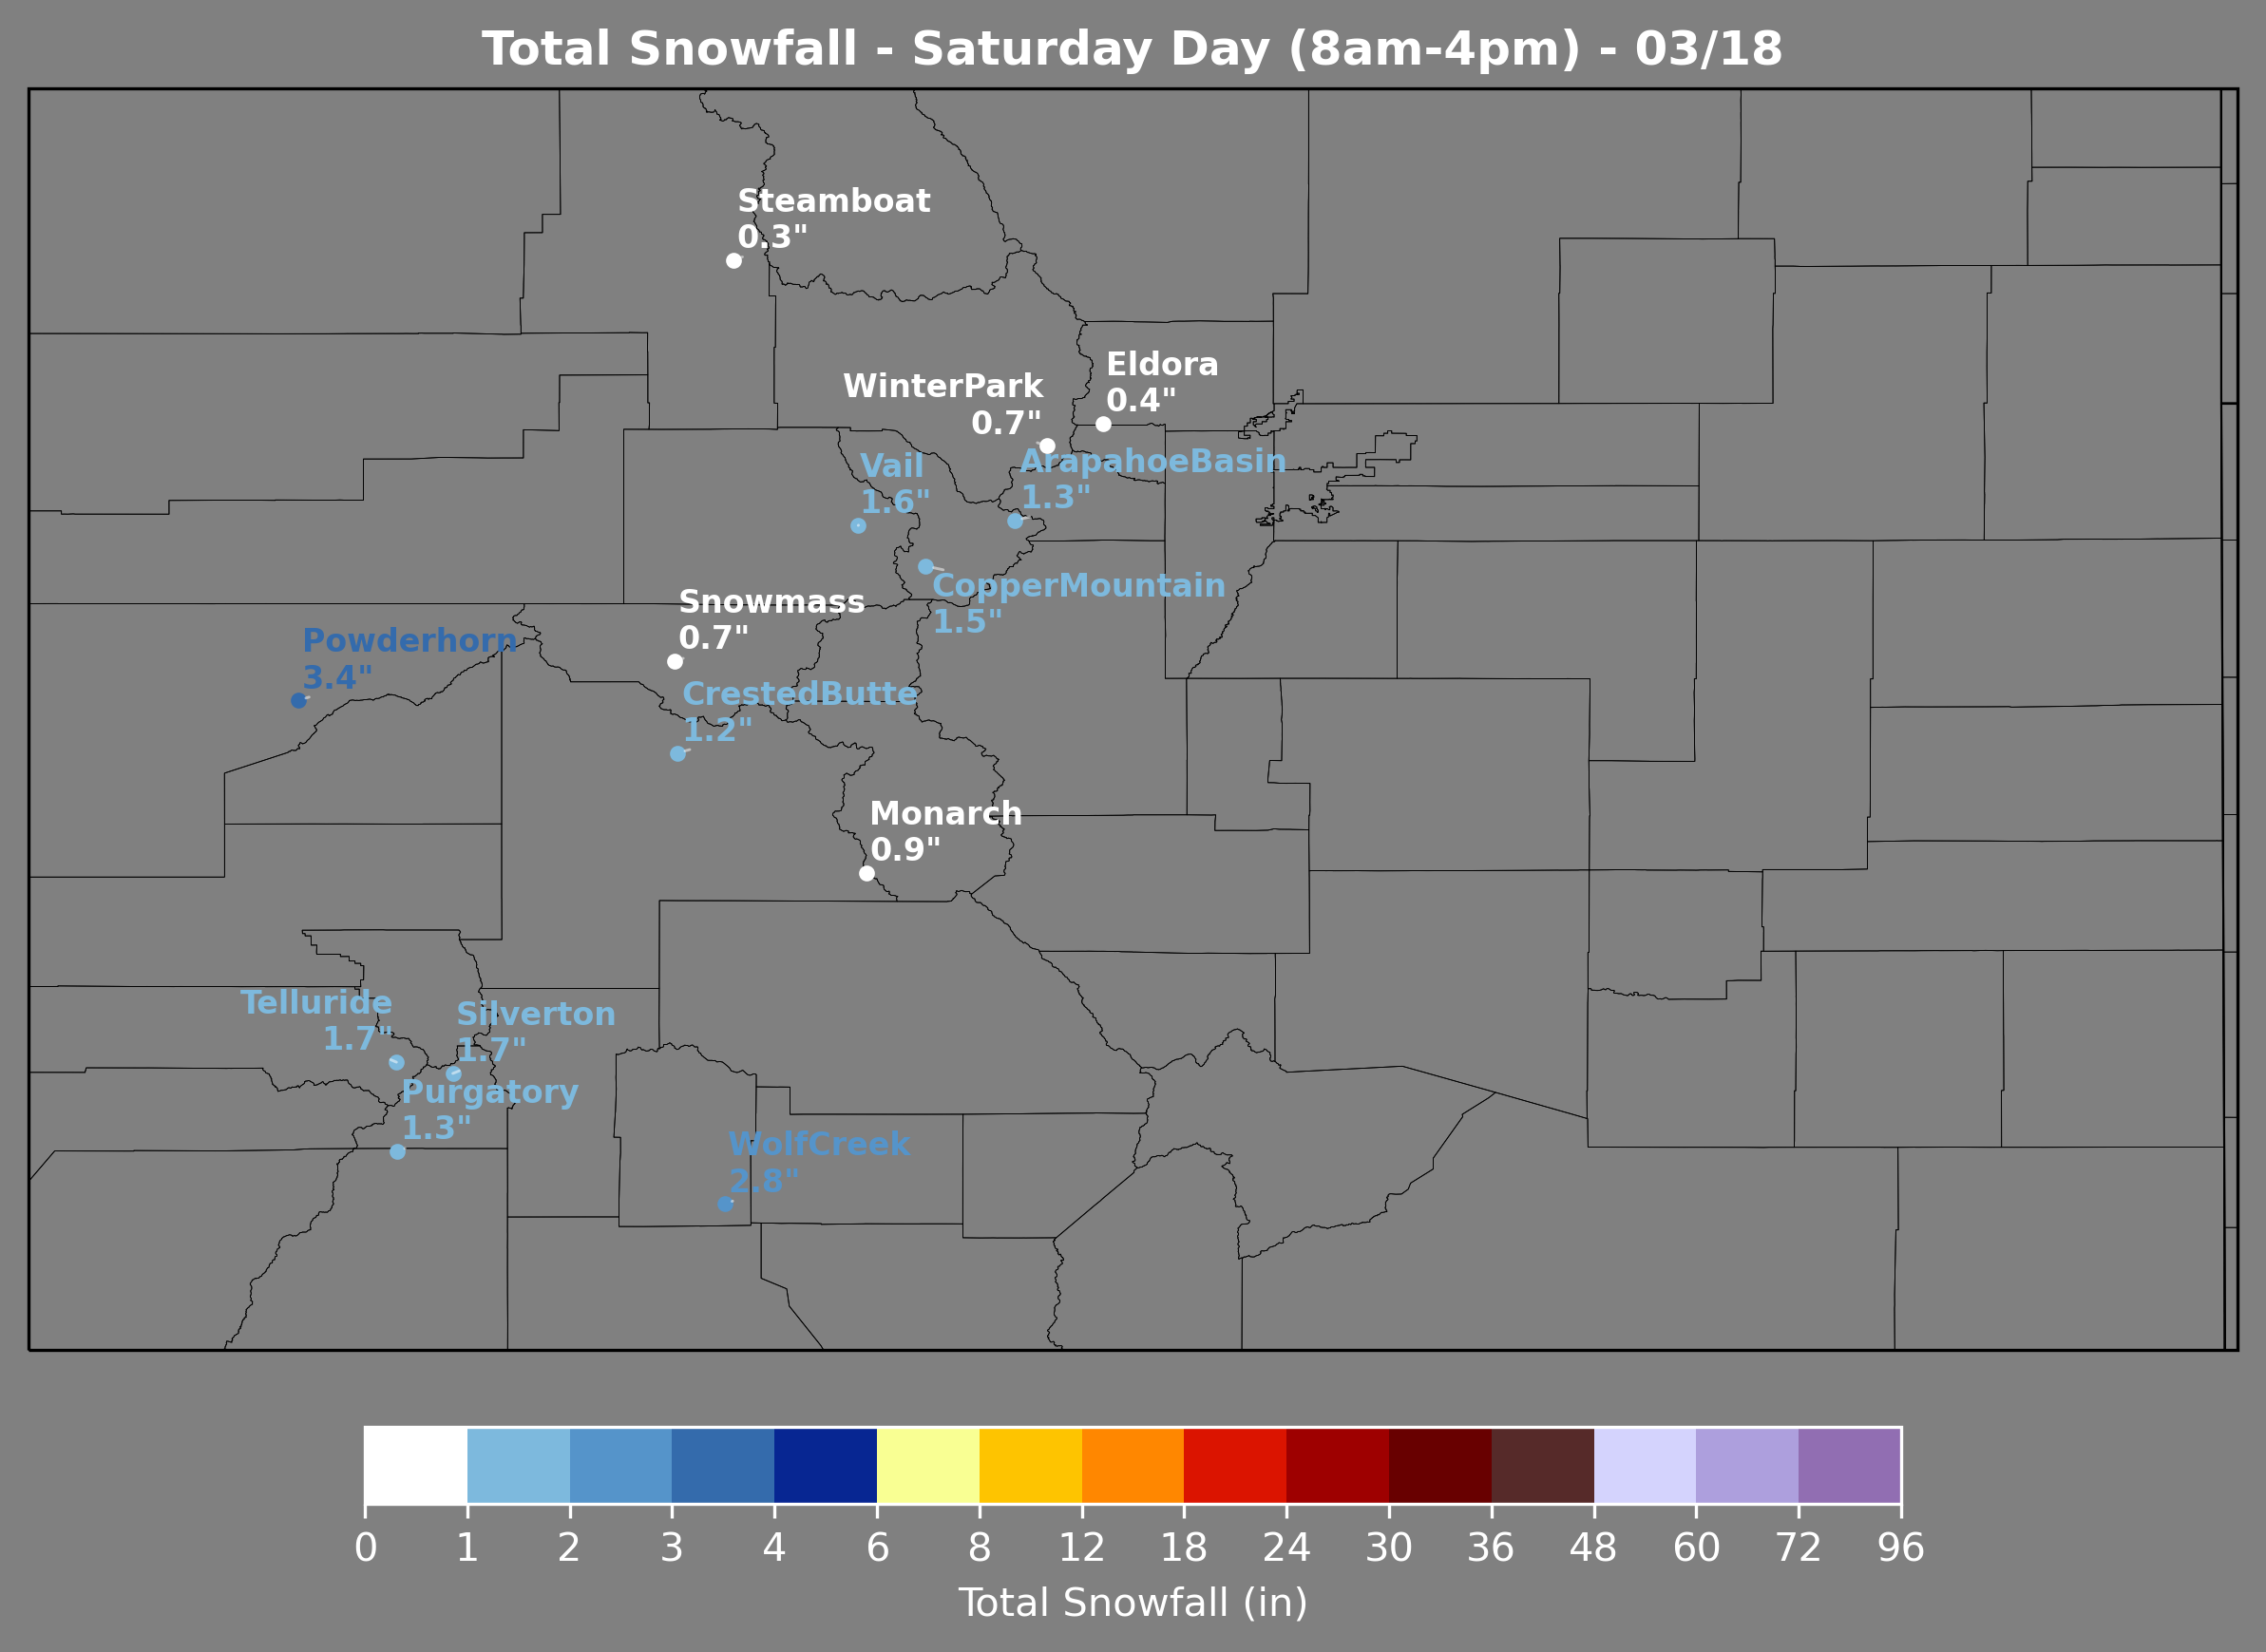 Total Snowfall - Saturday Day (8am-4pm) - 03/18
Steamboat
0.3"
Eldora
0.4"
WinterPark
0.7"
Vail
1.6"
ArapahoeBasin
1.3"
CopperMountain
1.5"
Snowmass
0.7"
Powderhorn
3.4"
CrestedButte
1.2"
Monarch
0.9"
Telluride
1.7"
Silverton
1.7"
Purgatory
1.3"
WolfCreek
2.8"
0 1 2 3 4 6 8 12 18 24 30 36 48 60 72 96
Total Snowfall (in)